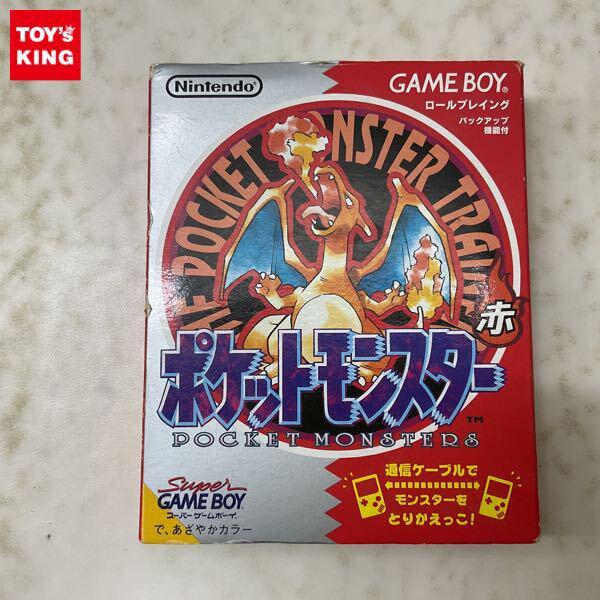 TOY's
KING
Nintendo
GAME BOY
ロールプレイング
バックアップ
機能付
THE POCKET MONSTER TRAINER
赤
ポケットモンスター
TM
POCKET MONSTERS
Super
GAME BOY
スーパーゲームボーイ
で、あざやかカラー
通信ケーブルで
モンスターを
とりかえっこ!